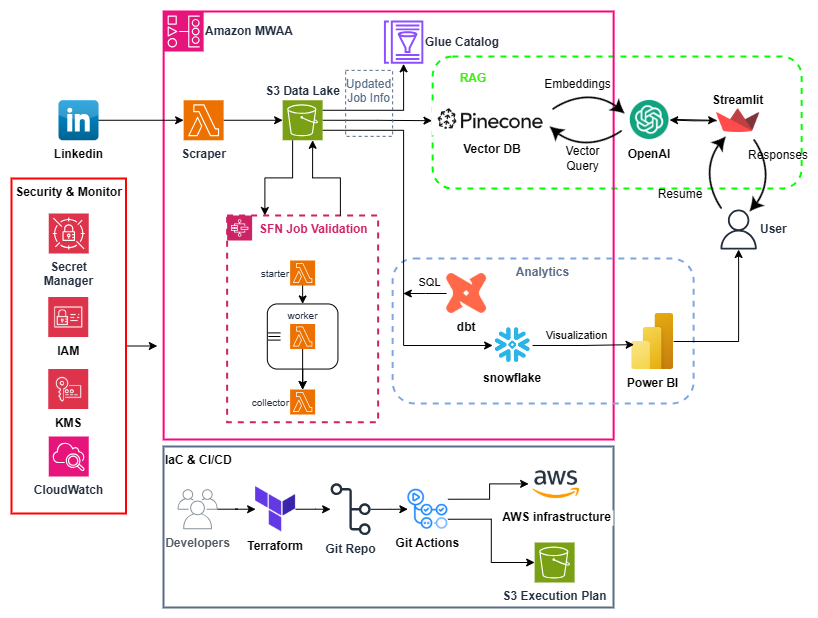 Amazon MWAA
Glue Catalog
S3 Data Lake
Updated
Job Info
RAG
Embeddings
Pinecone
Vector DB
Vector
Query
OpenAI
Streamlit
Responses
Resume
User
in
Linkedin
Scraper
Security & Monitor
Secret
Manager
IAM
KMS
CloudWatch
SFN Job Validation
starter
worker
collector
Analytics
SQL
dbt
snowflake
Visualization
Power BI
IaC & CI/CD
Developers
Terraform
Git Repo
Git Actions
aws
AWS infrastructure
S3 Execution Plan